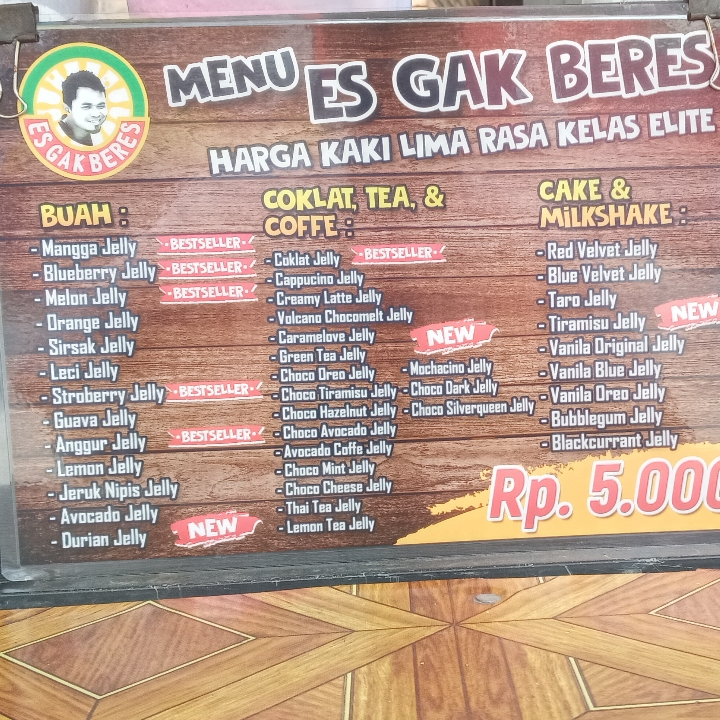 ES GAK BERES
MENU ES GAK BERES
HARGA KAKI LIMA RASA KELAS ELITE
BUAH :
- Mangga Jelly - BESTSELLER -
- Blueberry Jelly - BESTSELLER -
- Melon Jelly - BESTSELLER -
- Orange Jelly
- Sirsak Jelly
- Leci Jelly
- Stroberry Jelly - BESTSELLER -
- Guava Jelly
- Anggur Jelly - BESTSELLER -
- Lemon Jelly
- Jeruk Nipis Jelly
- Avocado Jelly
- Durian Jelly NEW
COKLAT, TEA, &
COFFE :
- Coklat Jelly - BESTSELLER -
- Cappucino Jelly
- Creamy Latte Jelly
- Volcano Chocomelt Jelly
- Caramelove Jelly
- Green Tea Jelly
- Choco Oreo Jelly
- Choco Tiramisu Jelly
- Choco Hazelnut Jelly
- Choco Avocado Jelly
- Avocado Coffe Jelly
- Choco Mint Jelly
- Choco Cheese Jelly
- Thai Tea Jelly
- Lemon Tea Jelly
NEW
- Mochacino Jelly
- Choco Dark Jelly
- Choco Silverqueen Jelly
CAKE &
MILKSHAKE :
- Red Velvet Jelly
- Blue Velvet Jelly
- Taro Jelly
- Tiramisu Jelly NEW
- Vanila Original Jelly
- Vanila Blue Jelly
- Vanila Oreo Jelly
- Bubblegum Jelly
- Blackcurrant Jelly
Rp. 5.000